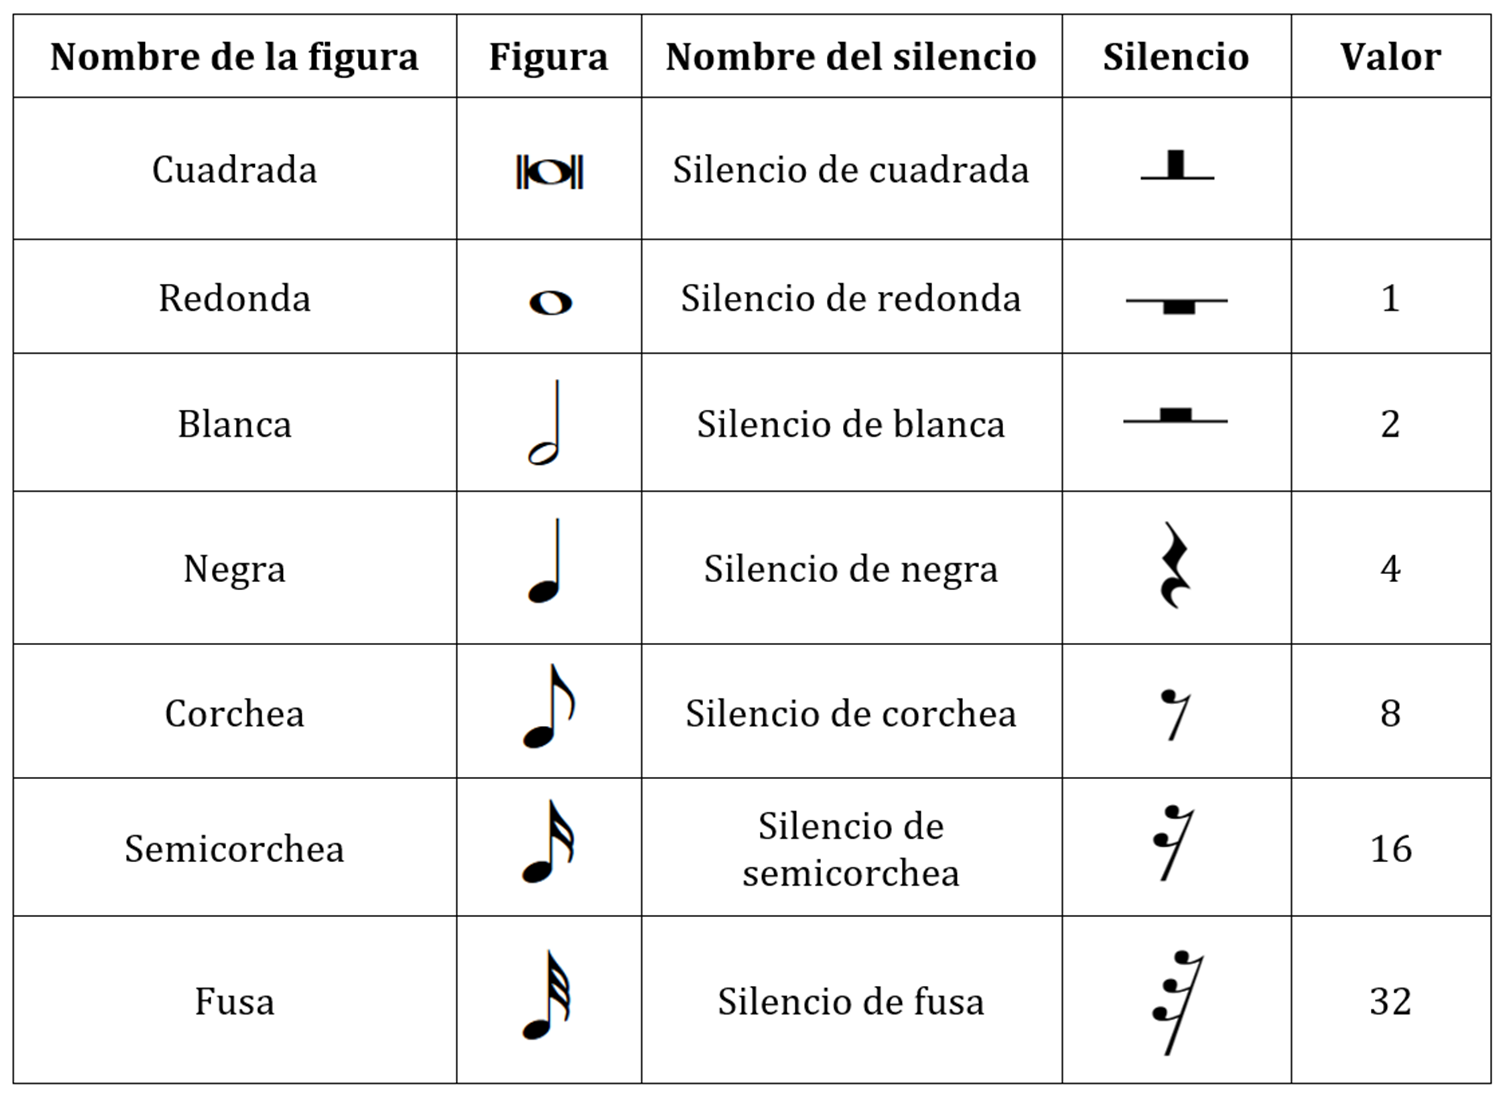 Nombre de la figura Figura Nombre del silencio Silencio Valor
Cuadrada Silencio de cuadrada
Redonda Silencio de redonda 1
Blanca Silencio de blanca 2
Negra Silencio de negra 4
Corchea Silencio de corchea 8
Semicorchea Silencio de
semicorchea 16
Fusa Silencio de fusa 32